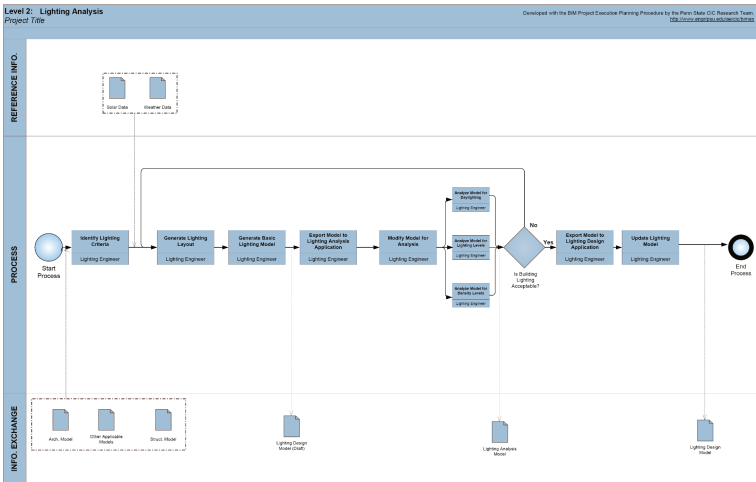 Level 2: Lighting Analysis
Project Title
Developed with the BIM Project Execution Planning Procedure by the Penn State CIC Research Team.
REFERENCE INFO.
Solar Data
Weather Data
PROCESS
Start
Process
Identify Lighting
Criteria
Lighting Engineer
Generate Lighting
Layout
Lighting Engineer
Generate Basic
Lighting Model
Lighting Engineer
Export Model to
Lighting Analysis
Application
Lighting Engineer
Modify Model for
Analysis
Lighting Engineer
Analyze Model for
Daylighting
Lighting Engineer
Analyze Model for
Lighting Levels
Lighting Engineer
Analyze Model for
Density Levels
Lighting Engineer
No
Yes
Is Building
Lighting
Acceptable?
Export Model to
Lighting Design
Application
Lighting Engineer
Update Lighting
Model
Lighting Engineer
End
Process
INFO. EXCHANGE
Arch. Model
Other Applicable
Models
Struct. Model
Lighting Design
Model (Draft)
Lighting Analysis
Model
Lighting Design
Model